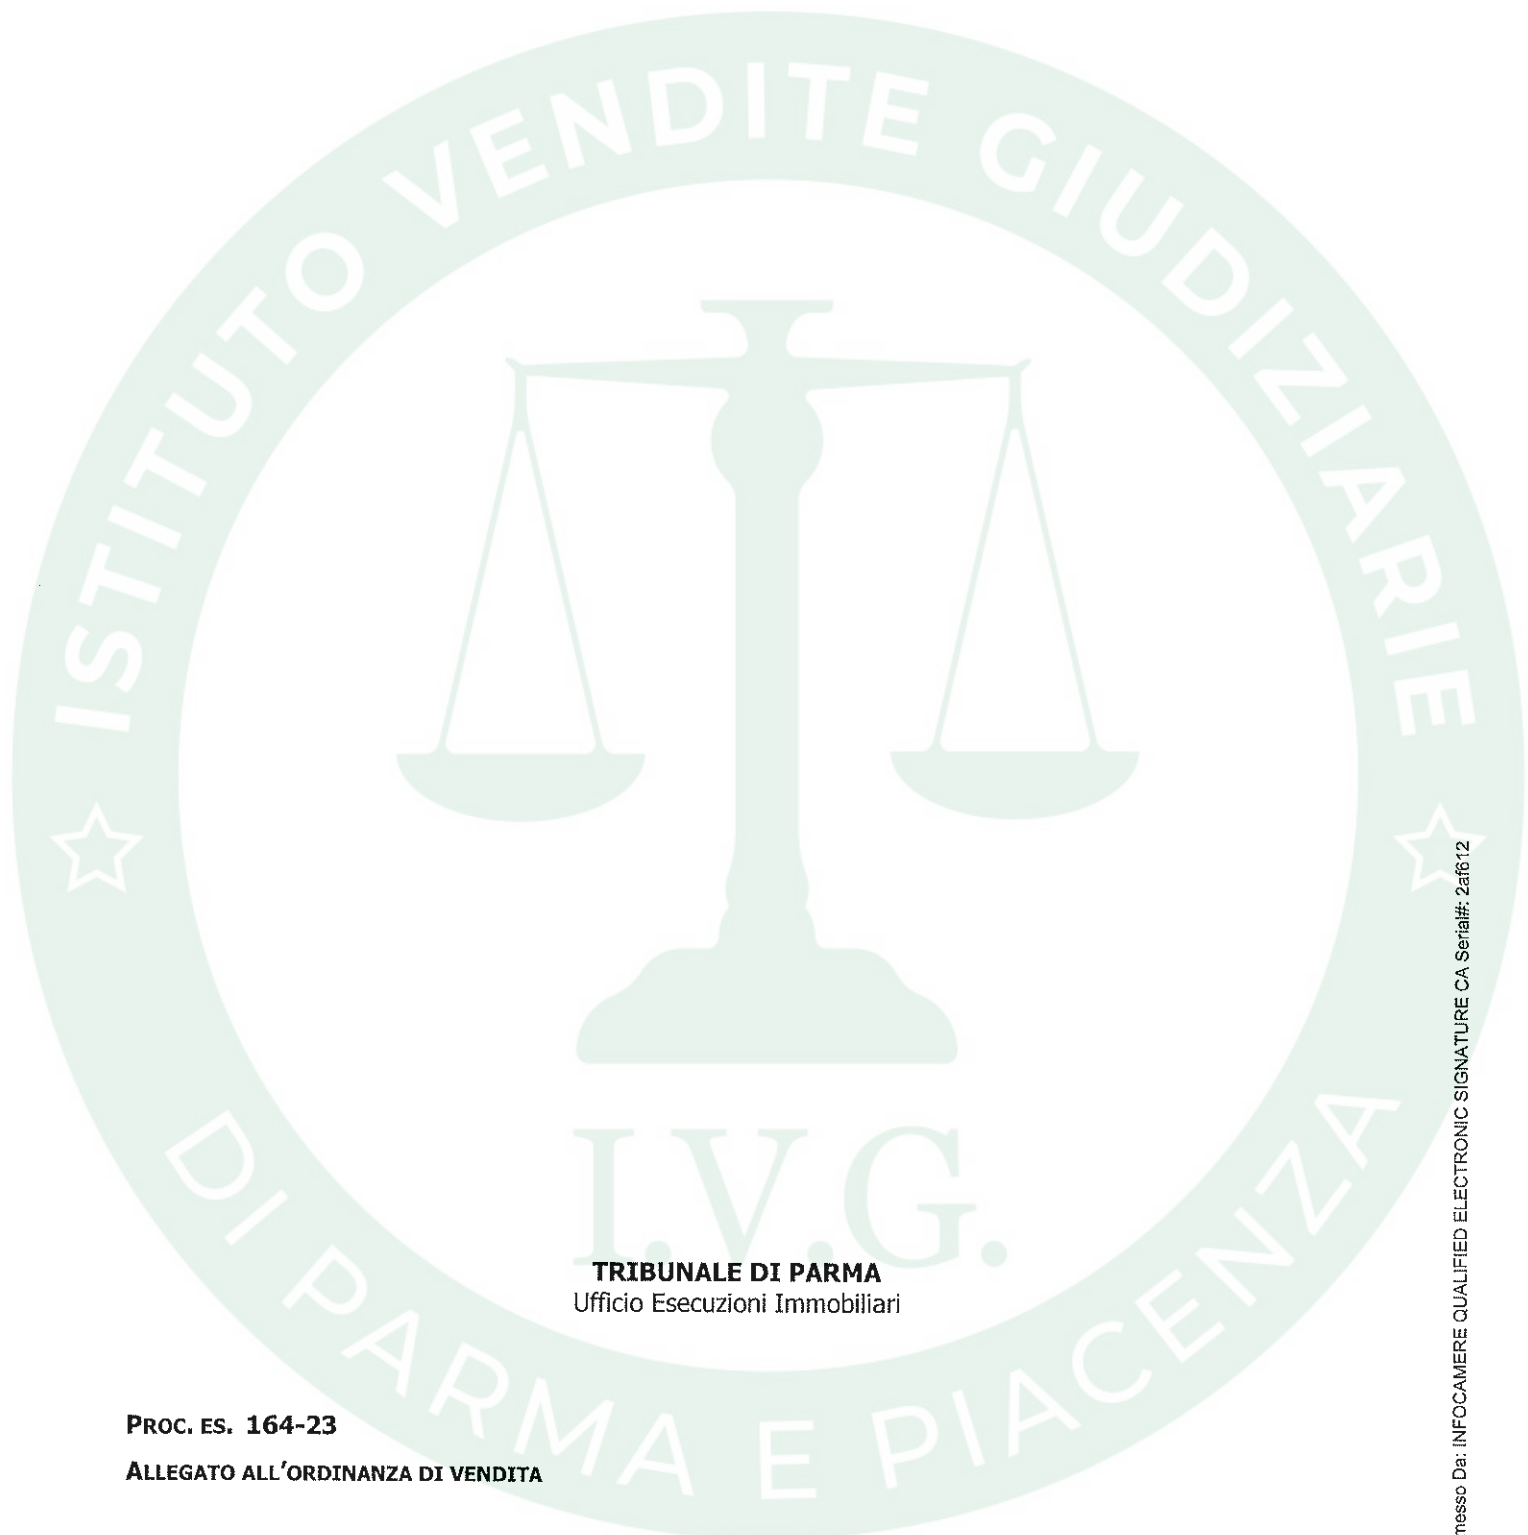 ISTITUTO VENDITE GIUDIZIARIE
I.V.G.
DI PARMA E PIACENZA
TRIBUNALE DI PARMA
Ufficio Esecuzioni Immobiliari
PROC. ES. 164-23
ALLEGATO ALL'ORDINANZA DI VENDITA
Da: INFOCAMERE QUALIFIED ELECTRONIC SIGNATURE CA Serial#: 2af612